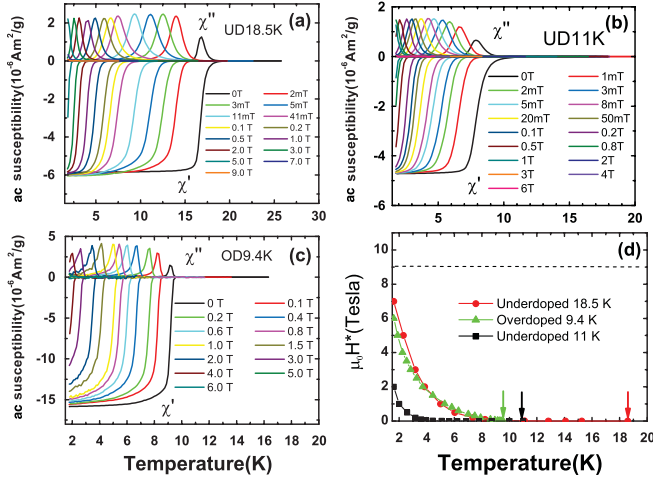 (a)
UD18.5K
χ''
ac susceptibility (10⁻⁶Am²/g)
0T 2mT
3mT 5mT
11mT 41mT
0.1 T 0.2 T
0.5 T 1.0 T
2.0 T 3.0 T
5.0 T 7.0 T
9.0 T
χ'
2
0
-2
-4
-6
5 10 15 20 25 30
(b)
UD11K
χ''
ac susceptibility (10⁻⁶Am²/g)
0T 1mT
2mT 3mT
5mT 8mT
20mT 50mT
0.1T 0.2T
0.5T 0.8T
1T 2T
3T 4T
6T
χ'
2
0
-2
-4
-6
5 10 15 20
(c)
OD9.4K
χ''
ac susceptibility (10⁻⁶Am²/g)
0 T 0.1 T
0.2 T 0.4 T
0.6 T 0.8 T
1.0 T 1.5 T
2.0 T 3.0 T
4.0 T 5.0 T
6.0 T
χ'
5
0
-5
-10
-15
2 4 6 8 10 12 14 16 18 20
Temperature(K)
(d)
μ₀H*(Tesla)
Underdoped 18.5 K
Overdoped 9.4 K
Underdoped 11 K
10
8
6
4
2
0
2 4 6 8 10 12 14 16 18 20
Temperature(K)